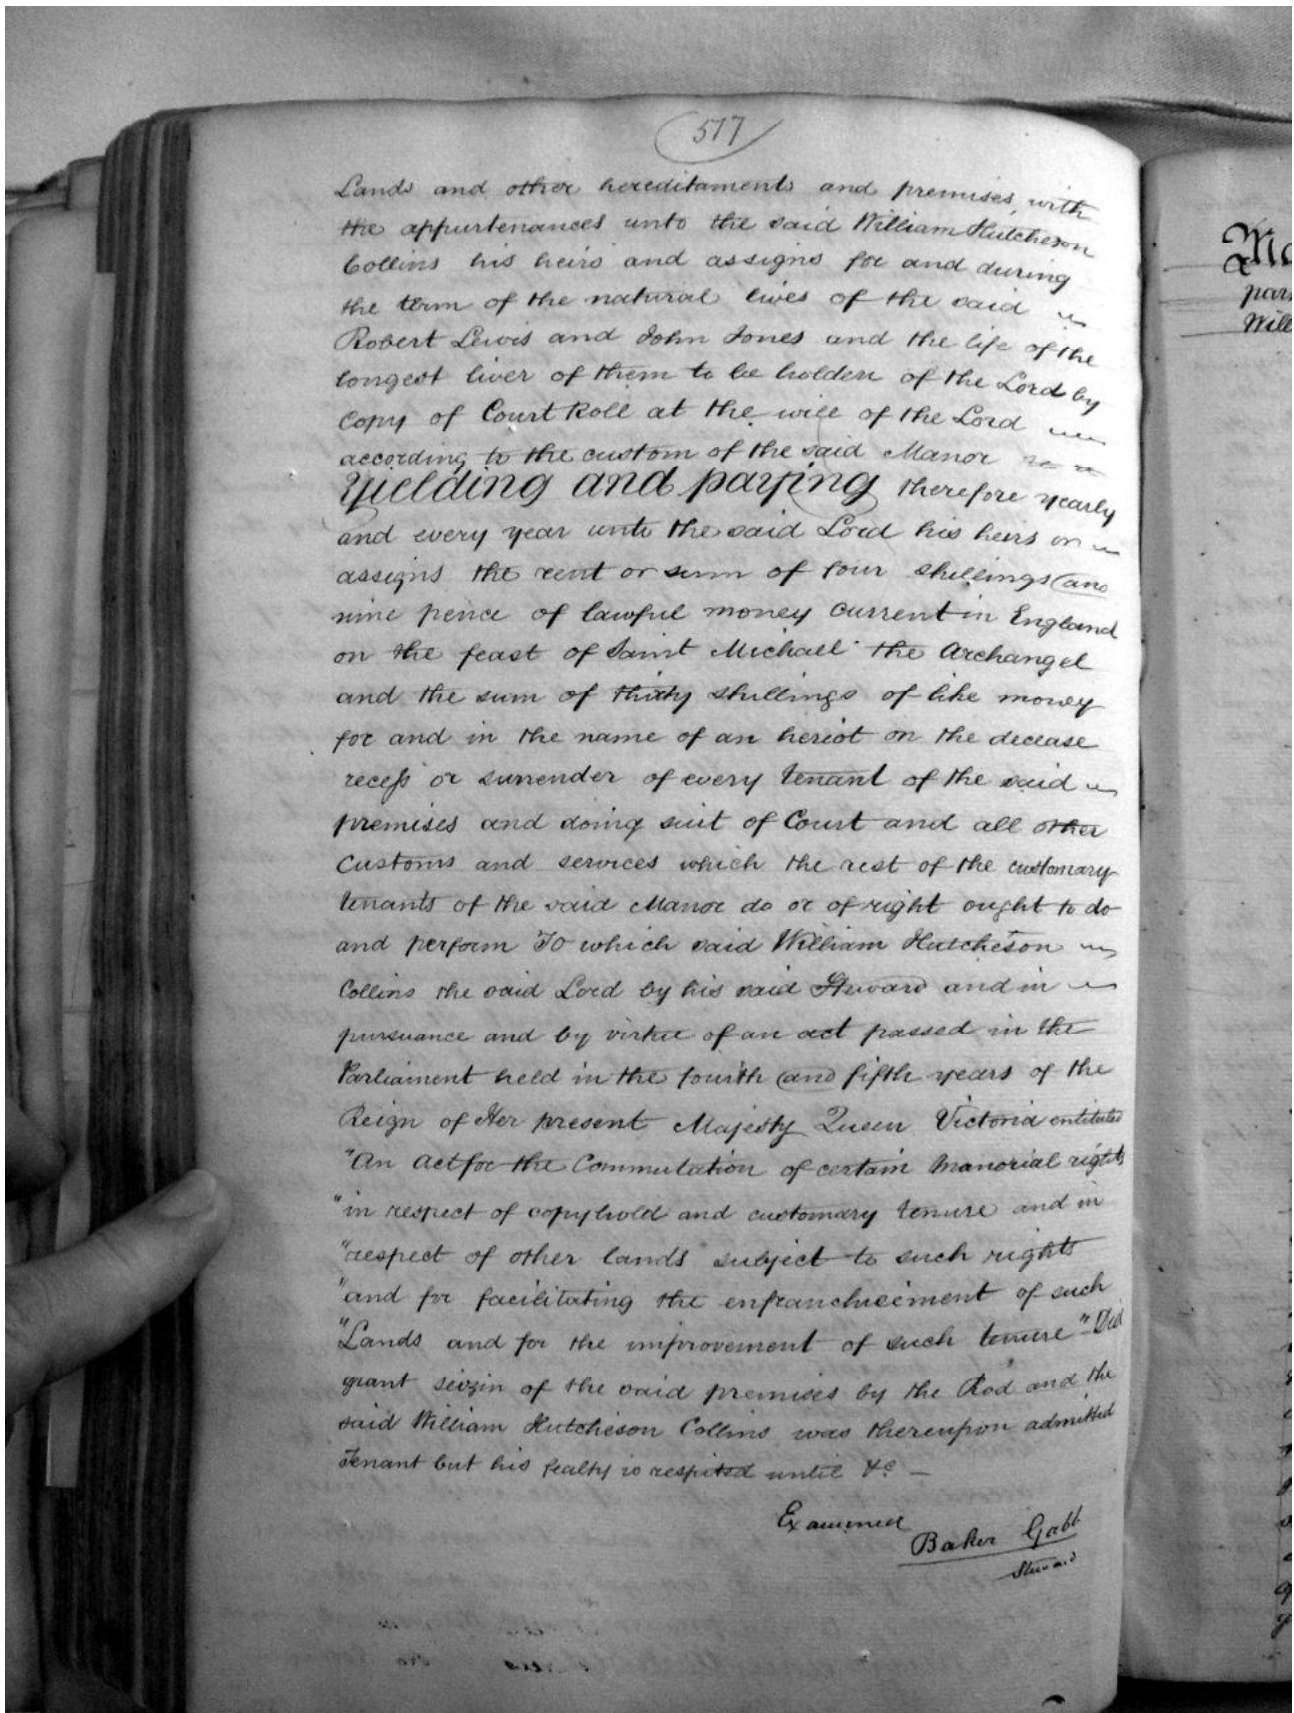 517
Lands and other hereditaments and premises with
the appurtenances unto the said William Hutcheson
Collins his heirs and assigns for and during
the term of the natural lives of the said
Robert Lewis and John Jones and the life of the
longest liver of them to be holden of the Lord by
Copy of Court Roll at the will of the Lord
according to the custom of the said Manor
Yielding and paying therefore yearly
and every year unto the said Lord his heirs or
assigns the rent or sum of four shillings and
nine pence of lawful money current in England
on the feast of Saint Michael the Archangel
and the sum of thirty shillings of like money
for and in the name of an heriot on the decease
recess or surrender of every tenant of the said
premises and doing suit of Court and all other
customs and services which the rest of the customary
tenants of the said Manor do or of right ought to do
and perform To which said William Hutcheson
Collins the said Lord by his said Steward and in
pursuance and by virtue of an act passed in the
Parliament held in the fourth and fifth years of the
Reign of Her present Majesty Queen Victoria entitled
"An act for the Commutation of certain Manorial rights
"in respect of copyhold and customary tenure and in
"respect of other lands subject to such rights
"and for facilitating the enfranchisement of such
"Lands and for the improvement of such tenure" Did
grant seizin of the said premises by the Rod and the
said William Hutcheson Collins was thereupon admitted
Tenant but his fealty is respited until &c —
Examined
Baker Gabb
Steward
Ma
par
Will